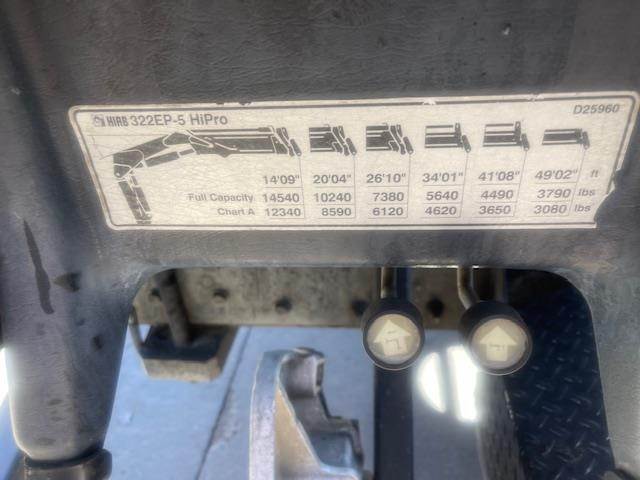 HIAB 322EP-5 HiPro
D25960
14'09" 20'04" 26'10" 34'01" 41'08" 49'02" ft
Full Capacity 14540 10240 7380 5640 4490 3790 lbs
Chart A 12340 8590 6120 4620 3650 3080 lbs